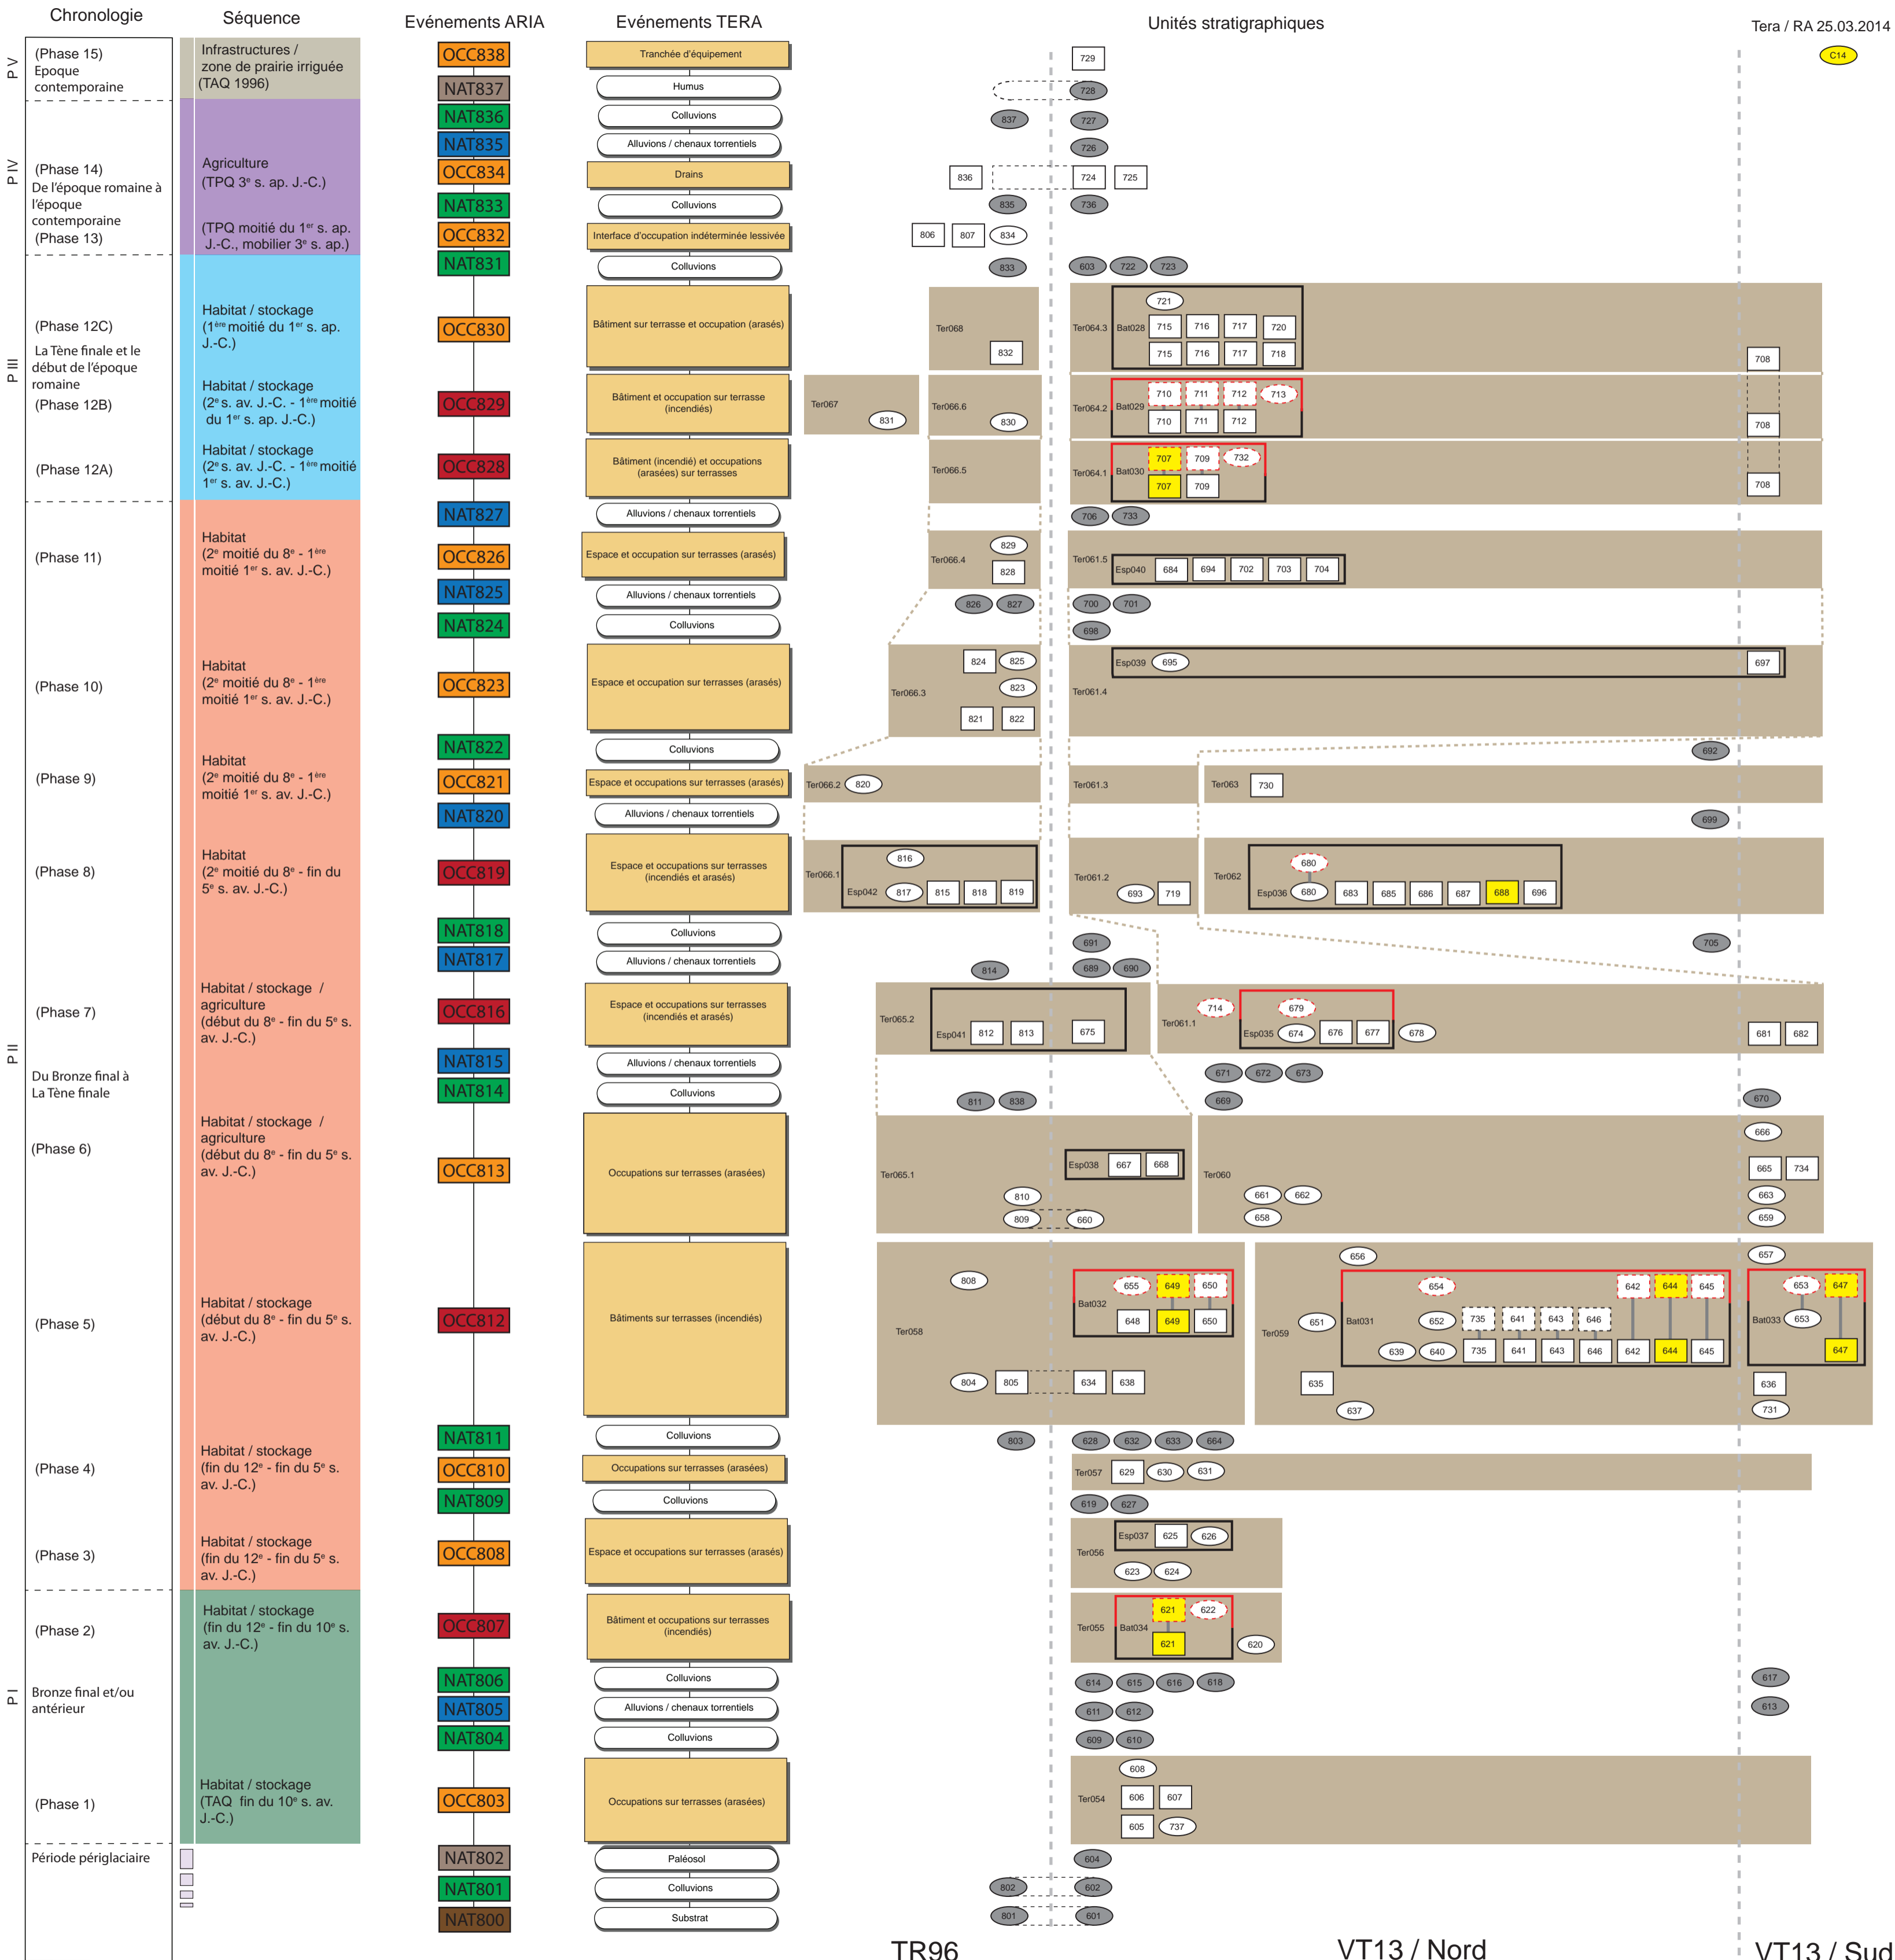 Chronologie
Séquence
Evénements ARIA
Evénements TERA
Unités stratigraphiques
Tera / RA 25.03.2014
P V
(Phase 15)
Epoque
contemporaine
Infrastructures /
zone de prairie irriguée
(TAQ 1996)
OCC838
Tranchée d'équipement
729
C14
NAT837
Humus
728
NAT836
Colluvions
837
727
NAT835
Alluvions / chenaux torrentiels
726
P IV
(Phase 14)
De l'époque romaine à
l'époque
contemporaine
(Phase 13)
Agriculture
(TPQ 3e s. ap. J.-C.)
(TPQ moitié du 1er s. ap.
J.-C., mobilier 3e s. ap.)
OCC834
Drains
836
724
725
NAT833
Colluvions
835
736
OCC832
Interface d'occupation indéterminée lessivée
806
807
834
NAT831
Colluvions
833
603
722
723
P III
(Phase 12C)
La Tène finale et le
début de l'époque
romaine
(Phase 12B)
(Phase 12A)
Habitat / stockage
(1ère moitié du 1er s. ap.
J.-C.)
OCC830
Bâtiment sur terrasse et occupation (arasés)
Ter068
832
Ter064.3
Bat028
721
715
716
717
720
715
716
717
718
708
Habitat / stockage
(2e s. av. J.-C. - 1ère moitié
du 1er s. ap. J.-C.)
OCC829
Bâtiment et occupation sur terrasse
(incendiés)
Ter067
831
Ter066.6
830
Ter064.2
Bat029
710
711
712
713
710
711
712
708
Habitat / stockage
(2e s. av. J.-C. - 1ère moitié
1er s. av. J.-C.)
OCC828
Bâtiment (incendié) et occupations
(arasées) sur terrasses
Ter066.5
Ter064.1
Bat030
707
709
732
707
709
708
NAT827
Alluvions / chenaux torrentiels
706
733
(Phase 11)
Habitat
(2e moitié du 8e - 1ère
moitié 1er s. av. J.-C.)
OCC826
Espace et occupation sur terrasses (arasés)
Ter066.4
829
828
Ter061.5
Esp040
684
694
702
703
704
NAT825
Alluvions / chenaux torrentiels
826
827
700
701
NAT824
Colluvions
698
(Phase 10)
Habitat
(2e moitié du 8e - 1ère
moitié 1er s. av. J.-C.)
OCC823
Espace et occupation sur terrasses (arasés)
Ter066.3
824
825
823
821
822
Esp039
695
697
Ter061.4
NAT822
Colluvions
692
(Phase 9)
Habitat
(2e moitié du 8e - 1ère
moitié 1er s. av. J.-C.)
OCC821
Espace et occupations sur terrasses (arasés)
Ter066.2
820
Ter061.3
Ter063
730
NAT820
Alluvions / chenaux torrentiels
699
(Phase 8)
Habitat
(2e moitié du 8e - fin du
5e s. av. J.-C.)
OCC819
Espace et occupations sur terrasses
(incendiés et arasés)
Ter066.1
816
Esp042
817
815
818
819
Ter061.2
693
719
Ter062
680
Esp036
680
683
685
686
687
688
696
NAT818
Colluvions
691
705
NAT817
Alluvions / chenaux torrentiels
814
689
690
P II
(Phase 7)
Habitat / stockage /
agriculture
(début du 8e - fin du 5e s.
av. J.-C.)
OCC816
Espace et occupations sur terrasses
(incendiés et arasés)
Ter065.2
Esp041
812
813
675
Ter061.1
714
679
Esp035
674
676
677
678
681
682
NAT815
Alluvions / chenaux torrentiels
671
672
673
Du Bronze final à
La Tène finale
NAT814
Colluvions
811
838
669
670
(Phase 6)
Habitat / stockage /
agriculture
(début du 8e - fin du 5e s.
av. J.-C.)
OCC813
Occupations sur terrasses (arasées)
Ter065.1
Esp038
667
668
810
809
660
Ter060
661
662
658
666
665
734
663
659
(Phase 5)
Habitat / stockage
(début du 8e - fin du 5e s.
av. J.-C.)
OCC812
Bâtiments sur terrasses (incendiés)
Ter058
808
Bat032
655
649
650
648
649
650
804
805
634
638
Ter059
656
651
Bat031
654
642
644
645
652
735
641
643
646
639
640
735
641
643
646
642
644
645
635
637
657
Bat033
653
647
653
647
636
731
NAT811
Colluvions
803
628
632
633
664
(Phase 4)
Habitat / stockage
(fin du 12e - fin du 5e s.
av. J.-C.)
OCC810
Occupations sur terrasses (arasées)
Ter057
629
630
631
NAT809
Colluvions
619
627
(Phase 3)
Habitat / stockage
(fin du 12e - fin du 5e s.
av. J.-C.)
OCC808
Espace et occupations sur terrasses (arasés)
Ter056
Esp037
625
626
623
624
P I
(Phase 2)
Habitat / stockage
(fin du 12e - fin du 10e s.
av. J.-C.)
OCC807
Bâtiment et occupations sur terrasses
(incendiés)
Ter055
Bat034
621
622
621
620
NAT806
Colluvions
614
615
616
618
617
Bronze final et/ou
antérieur
NAT805
Alluvions / chenaux torrentiels
611
612
613
NAT804
Colluvions
609
610
(Phase 1)
Habitat / stockage
(TAQ fin du 10e s. av.
J.-C.)
OCC803
Occupations sur terrasses (arasées)
Ter054
608
606
607
605
737
Période périglaciaire
NAT802
Paléosol
604
NAT801
Colluvions
802
602
NAT800
Substrat
801
601
TR96
VT13 / Nord
VT13 / Sud